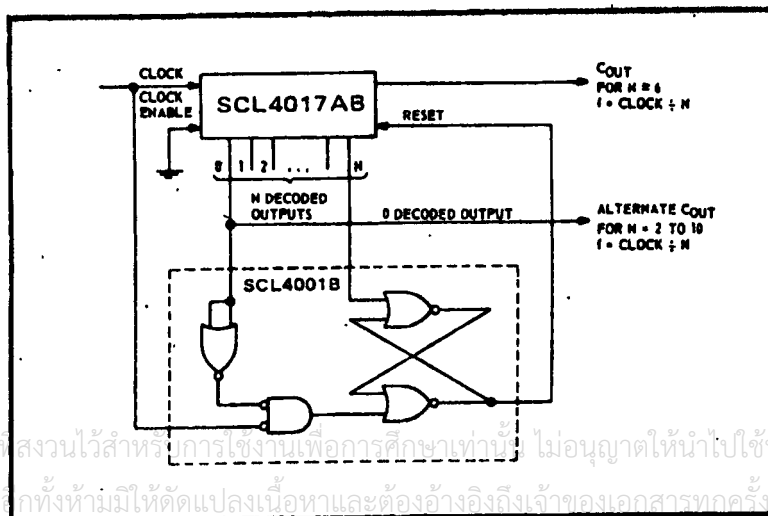 CLOCK
CLOCK
ENABLE
SCL4017AB
COUT
FOR N ≥ 6
f = CLOCK ÷ N
RESET
0 1 2 ... N
N DECODED
OUTPUTS
0 DECODED OUTPUT
ALTERNATE COUT
FOR N = 2 TO 10
f = CLOCK ÷ N
SCL4001B
ที่สงวนไว้สำหรับการใช้งานเพื่อการศึกษาเท่านั้น ไม่อนุญาตให้นำไปใช้
อีกทั้งห้ามมิให้ดัดแปลงเนื้อหาและต้องอ้างอิงถึงเจ้าของเอกสารทุกครั้ง